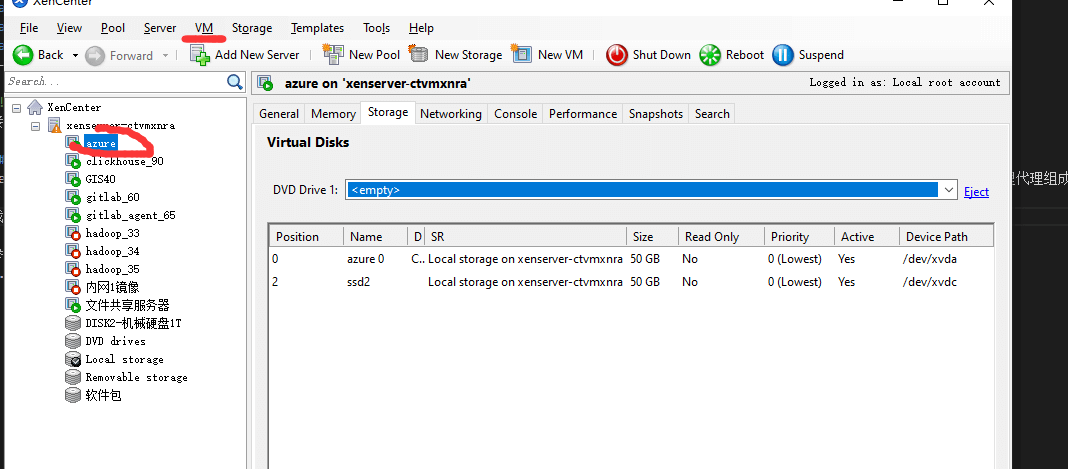 XenCenter
File View Pool Server VM Storage Templates Tools Help
Back Forward Add New Server New Pool New Storage New VM Shut Down Reboot Suspend
Search...
azure on 'xenserver-ctvmxnra' Logged in as: Local root account
XenCenter
xenserver-ctvmxnra
azure
clickhouse_90
GIS40
gitlab_60
gitlab_agent_65
hadoop_33
hadoop_34
hadoop_35
内网1镜像
文件共享服务器
DISK2-机械硬盘1T
DVD drives
Local storage
Removable storage
软件包
General Memory Storage Networking Console Performance Snapshots Search
Virtual Disks
DVD Drive 1: <empty> Eject
Position Name D SR Size Read Only Priority Active Device Path
0 azure 0 C.. Local storage on xenserver-ctvmxnra 50 GB No 0 (Lowest) Yes /dev/xvda
2 ssd2 Local storage on xenserver-ctvmxnra 50 GB No 0 (Lowest) Yes /dev/xvdc
代理组成